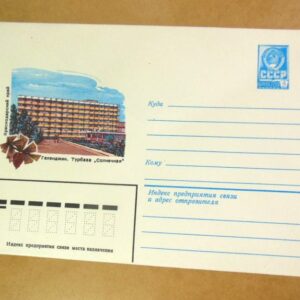 Краснодарский край
СССР
Куда
Геленджик. Турбаза „Солнечная"
Кому
Индекс предприятия связи
и адрес отправителя
Индекс предприятия связи места назначения